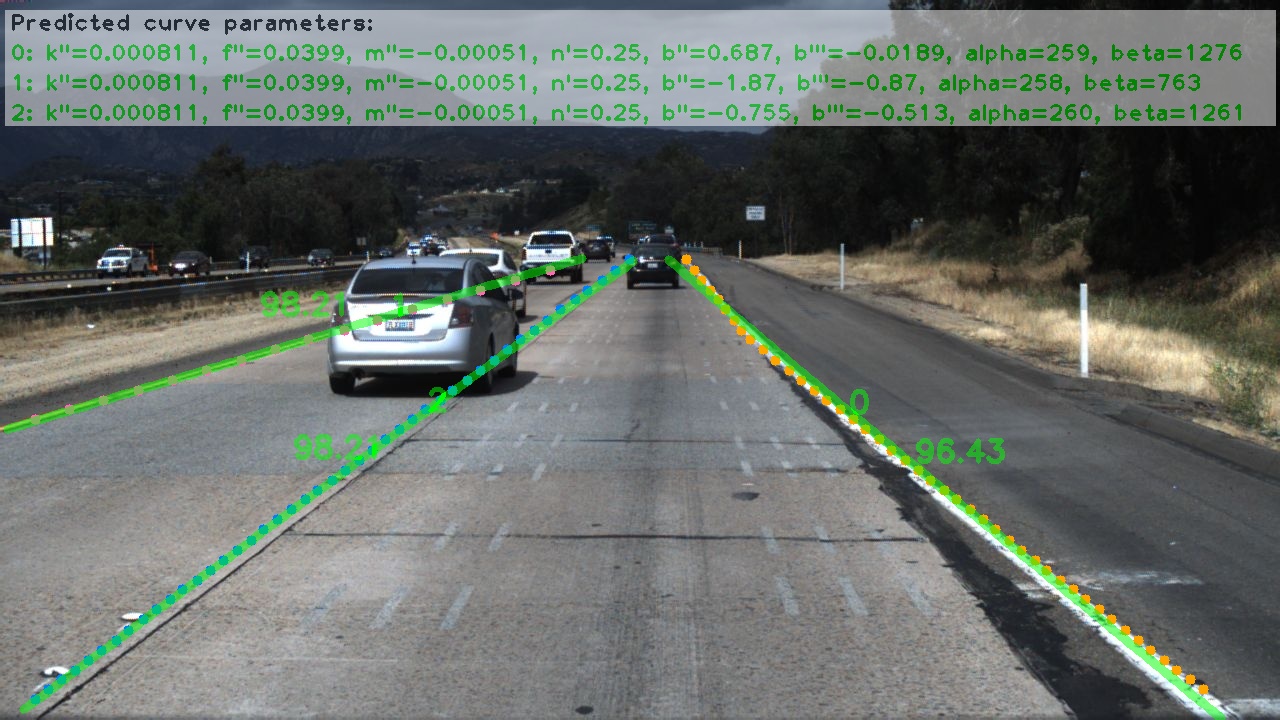 Predicted curve parameters:
0: k''=0.000811, f''=0.0399, m''=-0.00051, n'=0.25, b''=0.687, b'''=-0.0189, alpha=259, beta=1276
1: k''=0.000811, f''=0.0399, m''=-0.00051, n'=0.25, b''=-1.87, b'''=-0.87, alpha=258, beta=763
2: k''=0.000811, f''=0.0399, m''=-0.00051, n'=0.25, b''=-0.755, b'''=-0.513, alpha=260, beta=1261
98.21 1
2 0
98.21 96.43